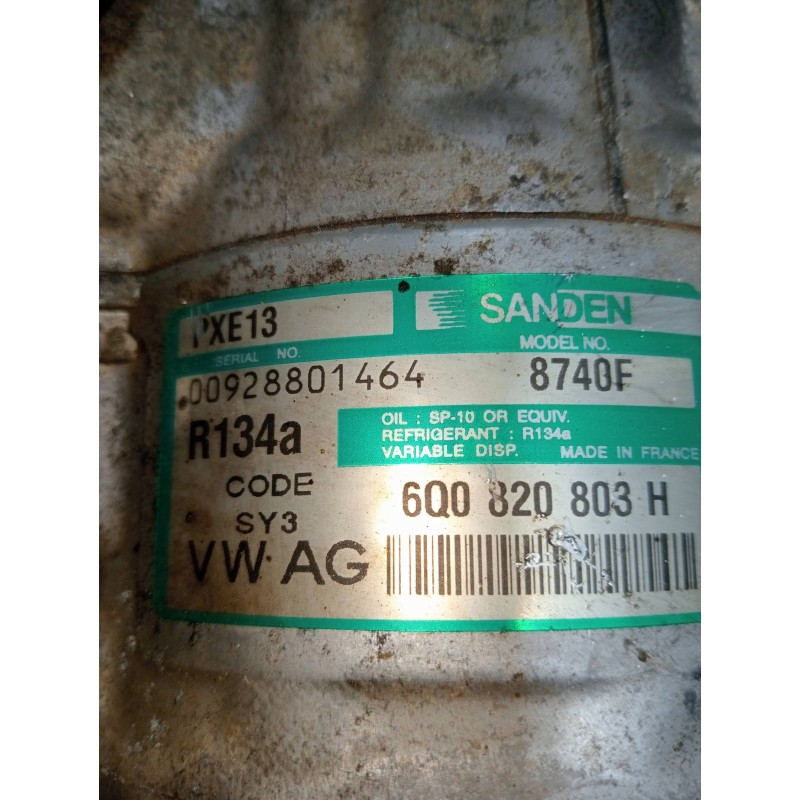 PXE13
SANDEN
SERIAL NO.
MODEL NO.
00928801464
8740F
R134a
OIL : SP-10 OR EQUIV.
REFRIGERANT : R134a
VARIABLE DISP. MADE IN FRANCE
CODE
6Q0 820 803 H
SY3
VW AG